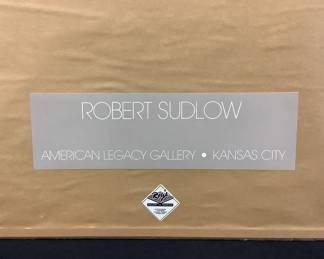 ROBERT SUDLOW
AMERICAN LEGACY GALLERY • KANSAS CITY